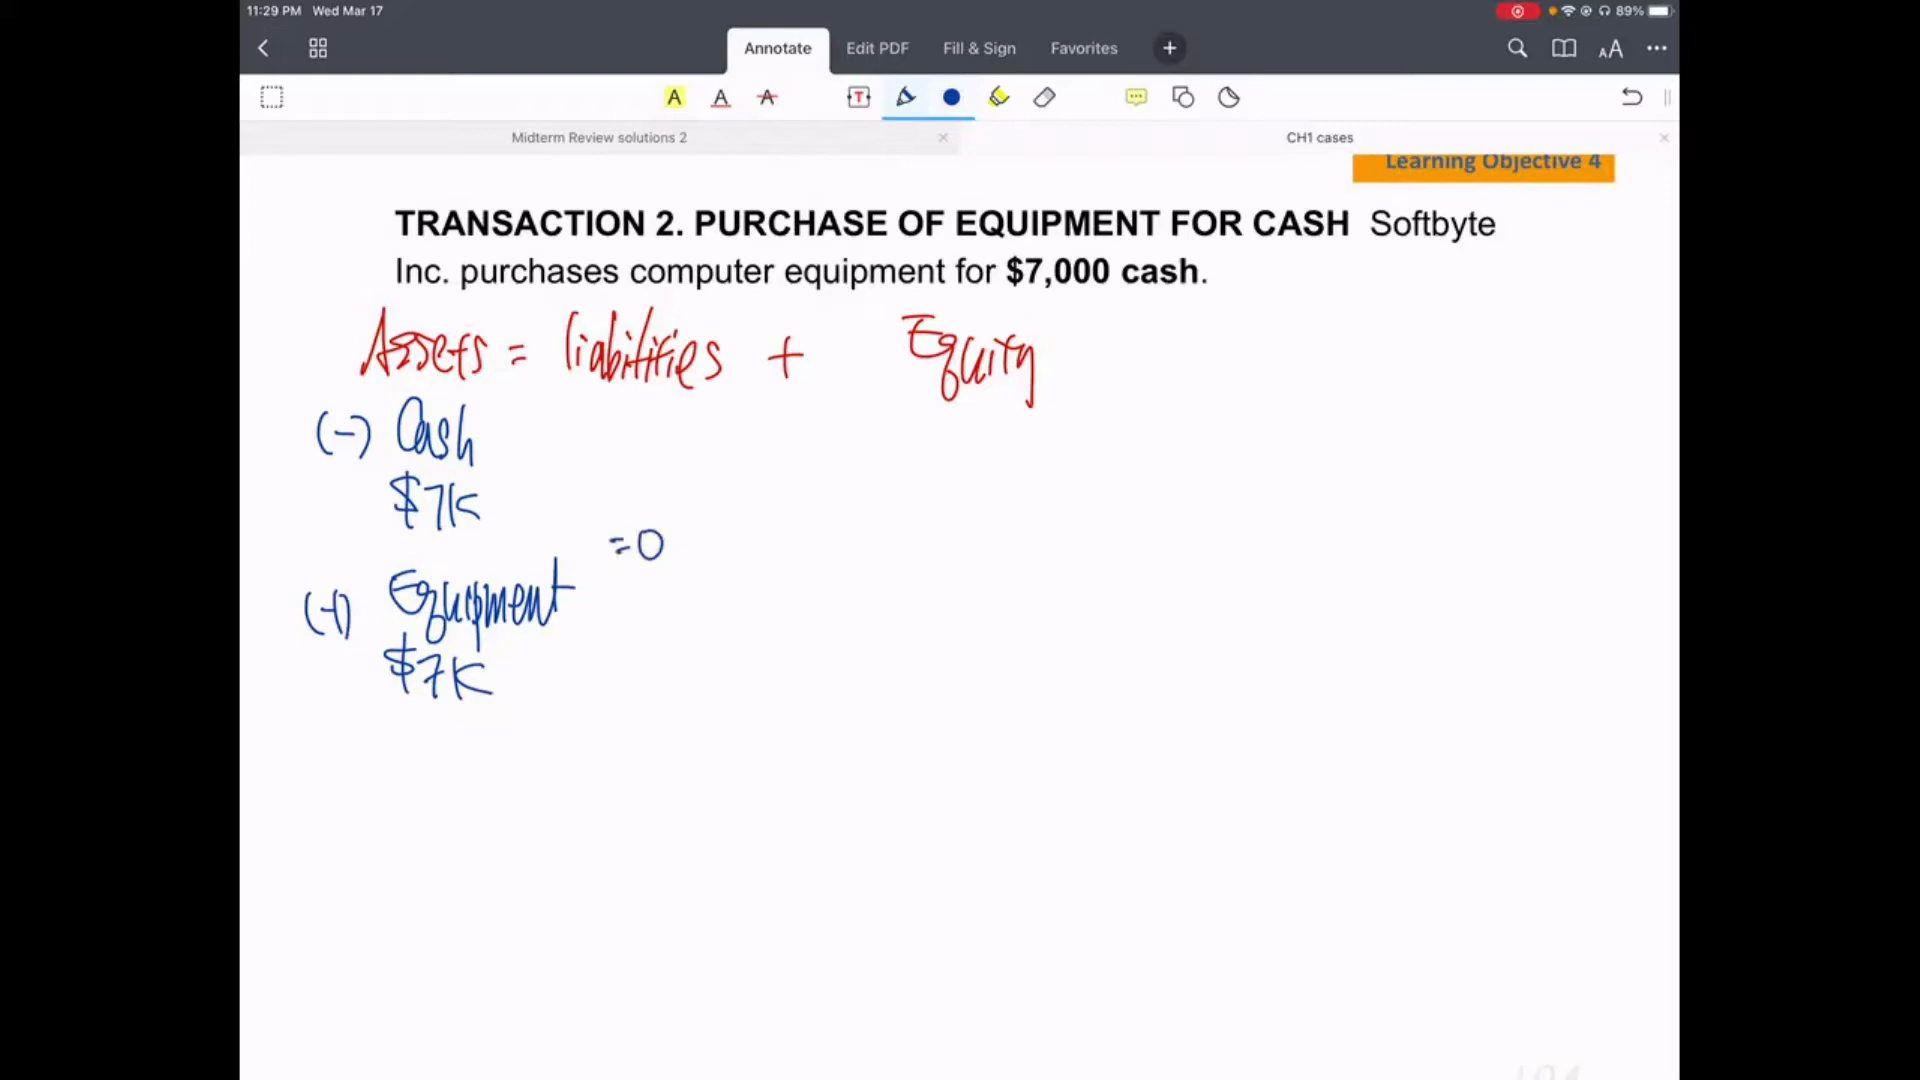 11:29 PM Wed Mar 17
89%
Annotate Edit PDF Fill & Sign Favorites +
AA
A A A T
Midterm Review solutions 2
CH1 cases
Learning Objective 4
TRANSACTION 2. PURCHASE OF EQUIPMENT FOR CASH Softbyte
Inc. purchases computer equipment for $7,000 cash.
Assets = liabilities + Equity
(-) Cash
$7K
=0
(+) Equipment
$7K